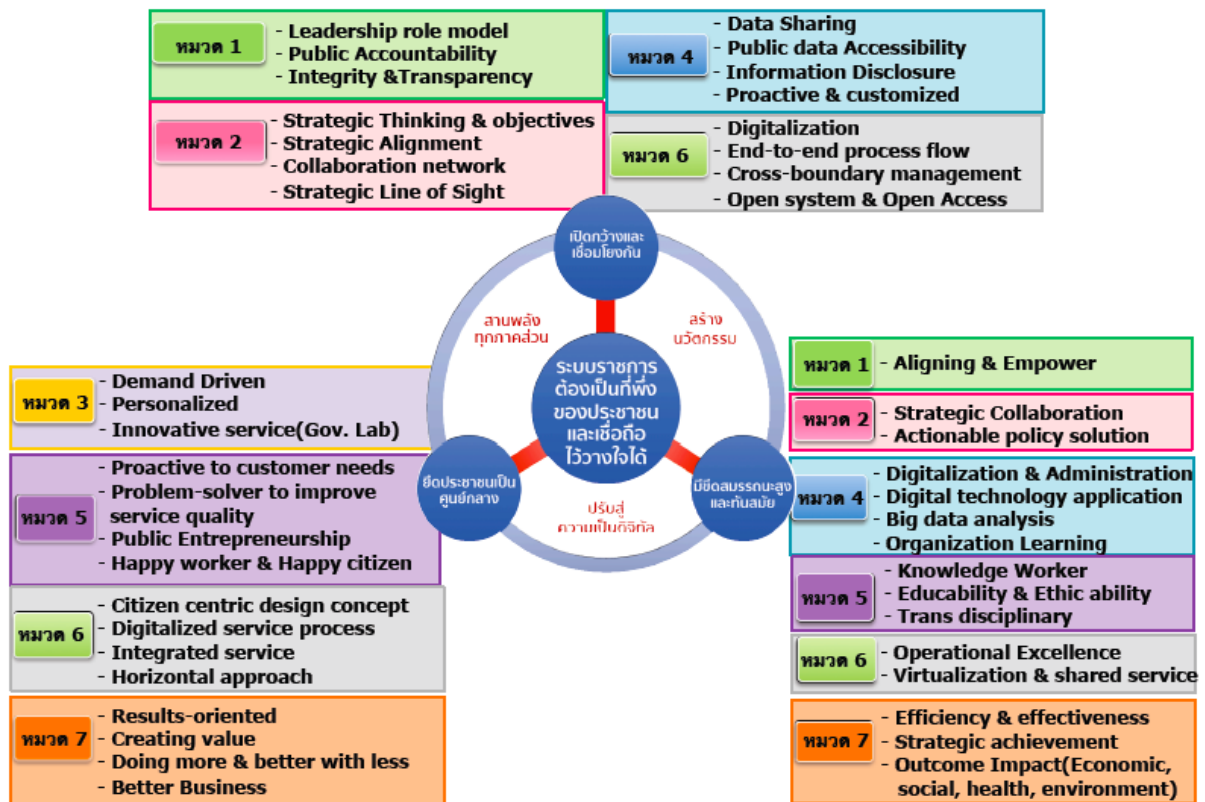 หมวด 1
- Leadership role model
- Public Accountability
- Integrity &Transparency
หมวด 2
- Strategic Thinking & objectives
- Strategic Alignment
- Collaboration network
- Strategic Line of Sight
หมวด 4
- Data Sharing
- Public data Accessibility
- Information Disclosure
- Proactive & customized
หมวด 6
- Digitalization
- End-to-end process flow
- Cross-boundary management
- Open system & Open Access
เปิดกว้างและ
เชื่อมโยงกัน
สานพลัง
ทุกภาคส่วน
สร้าง
นวัตกรรม
ระบบราชการ
ต้องเป็นที่พึ่ง
ของประชาชน
และเชื่อถือ
ไว้วางใจได้
ยึดประชาชนเป็น
ศูนย์กลาง
ปรับสู่
ความเป็นดิจิทัล
มีขีดสมรรถนะสูง
และทันสมัย
หมวด 3
- Demand Driven
- Personalized
- Innovative service(Gov. Lab)
หมวด 5
- Proactive to customer needs
- Problem-solver to improve
service quality
- Public Entrepreneurship
- Happy worker & Happy citizen
หมวด 6
- Citizen centric design concept
- Digitalized service process
- Integrated service
- Horizontal approach
หมวด 7
- Results-oriented
- Creating value
- Doing more & better with less
- Better Business
หมวด 1
- Aligning & Empower
หมวด 2
- Strategic Collaboration
- Actionable policy solution
หมวด 4
- Digitalization & Administration
- Digital technology application
- Big data analysis
- Organization Learning
หมวด 5
- Knowledge Worker
- Educability & Ethic ability
- Trans disciplinary
หมวด 6
- Operational Excellence
- Virtualization & shared service
หมวด 7
- Efficiency & effectiveness
- Strategic achievement
- Outcome Impact(Economic,
social, health, environment)